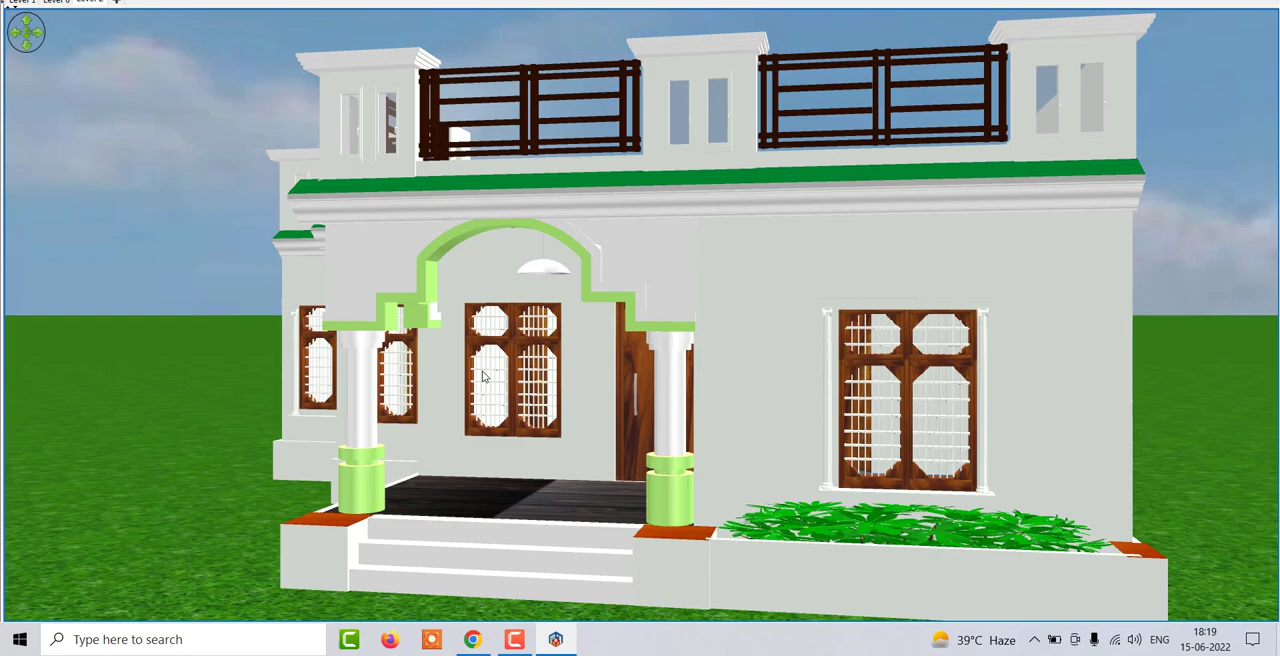 Type here to search
39°C Haze
ENG
18:19
15-06-2022